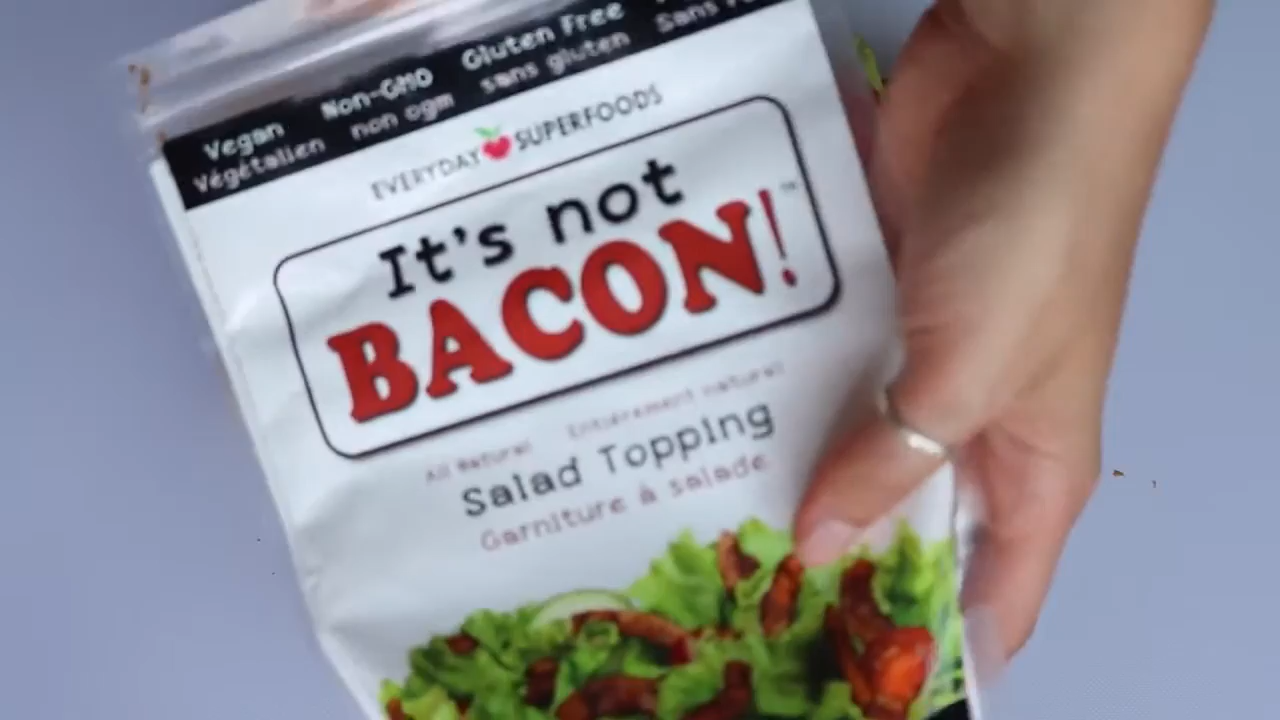 Vegan Non-GMO Gluten Free
Végétalien non ogm sans gluten Sans
EVERYDAY SUPERFOODS
It's not
BACON!™
All Natural Entièrement naturel
Salad Topping
Garniture à salade